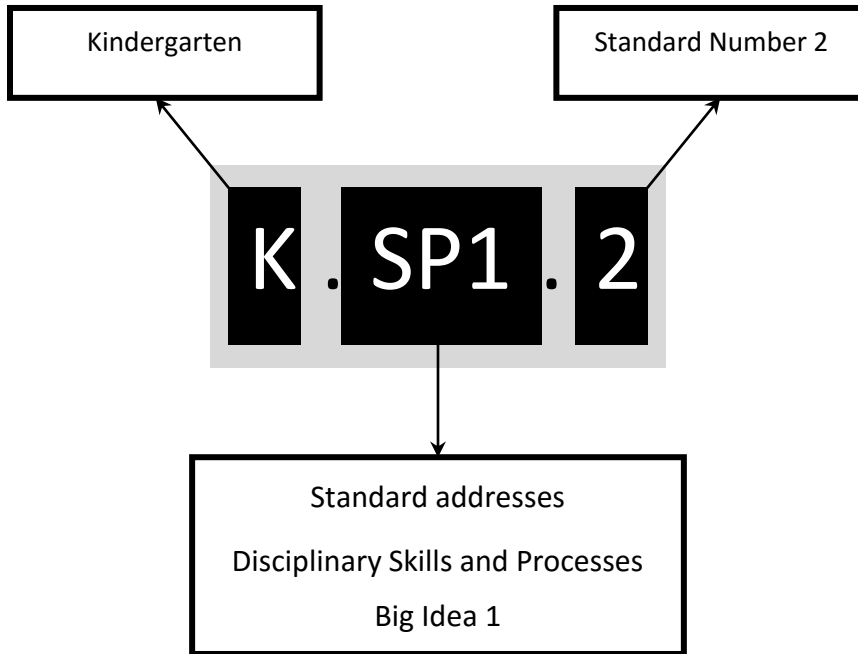 Kindergarten
Standard Number 2
K . SP1 . 2
Standard addresses
Disciplinary Skills and Processes
Big Idea 1